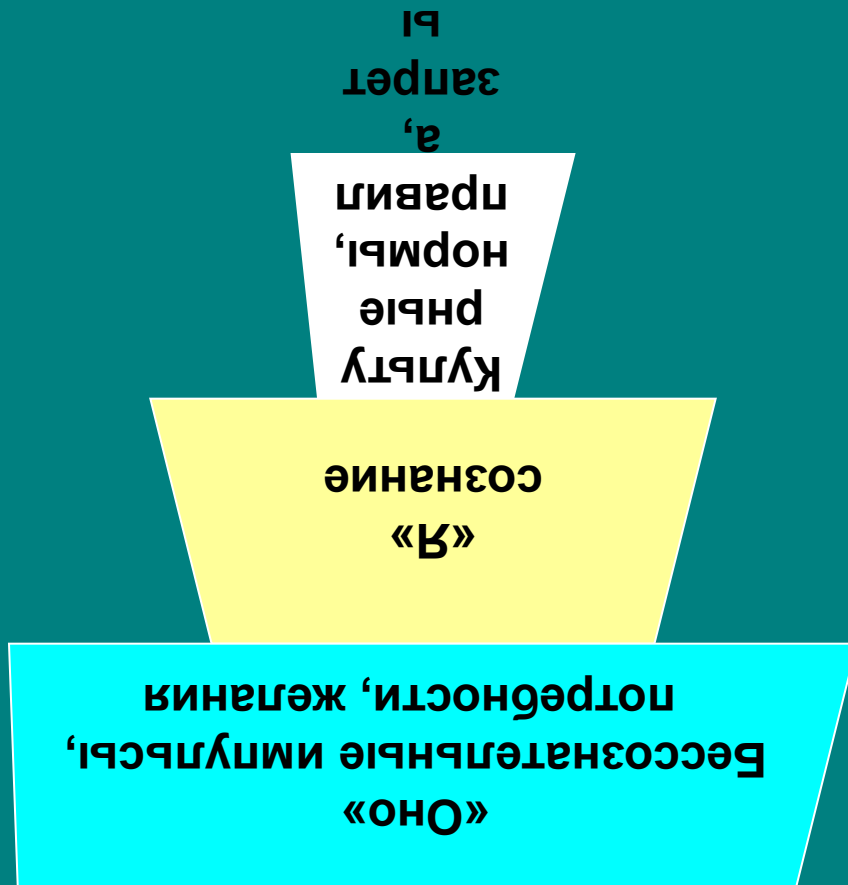 «Оно»
Бессознательные импульсы,
потребности, желания
«Я»
сознание
Культу
рные
нормы,
правил
а,
запрет
ы